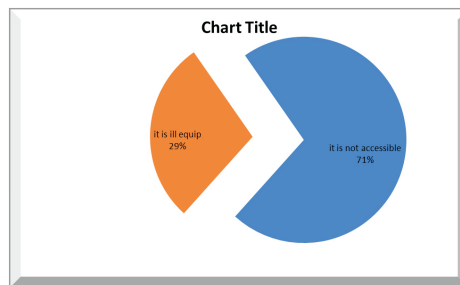 Chart Title
it is ill equip
29%
it is not accessible
71%